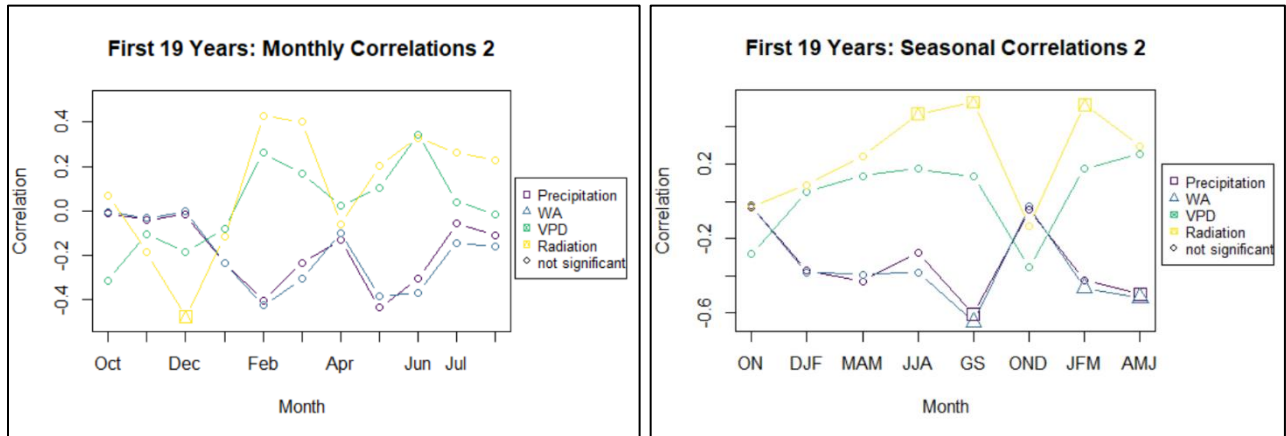 First 19 Years: Monthly Correlations 2
Correlation
0.4
0.2
0.0
-0.2
-0.4
Oct Dec Feb Apr Jun Jul
Month
Precipitation
WA
VPD
Radiation
not significant
First 19 Years: Seasonal Correlations 2
Correlation
0.2
-0.2
-0.6
ON DJF MAM JJA GS OND JFM AMJ
Month
Precipitation
WA
VPD
Radiation
not significant